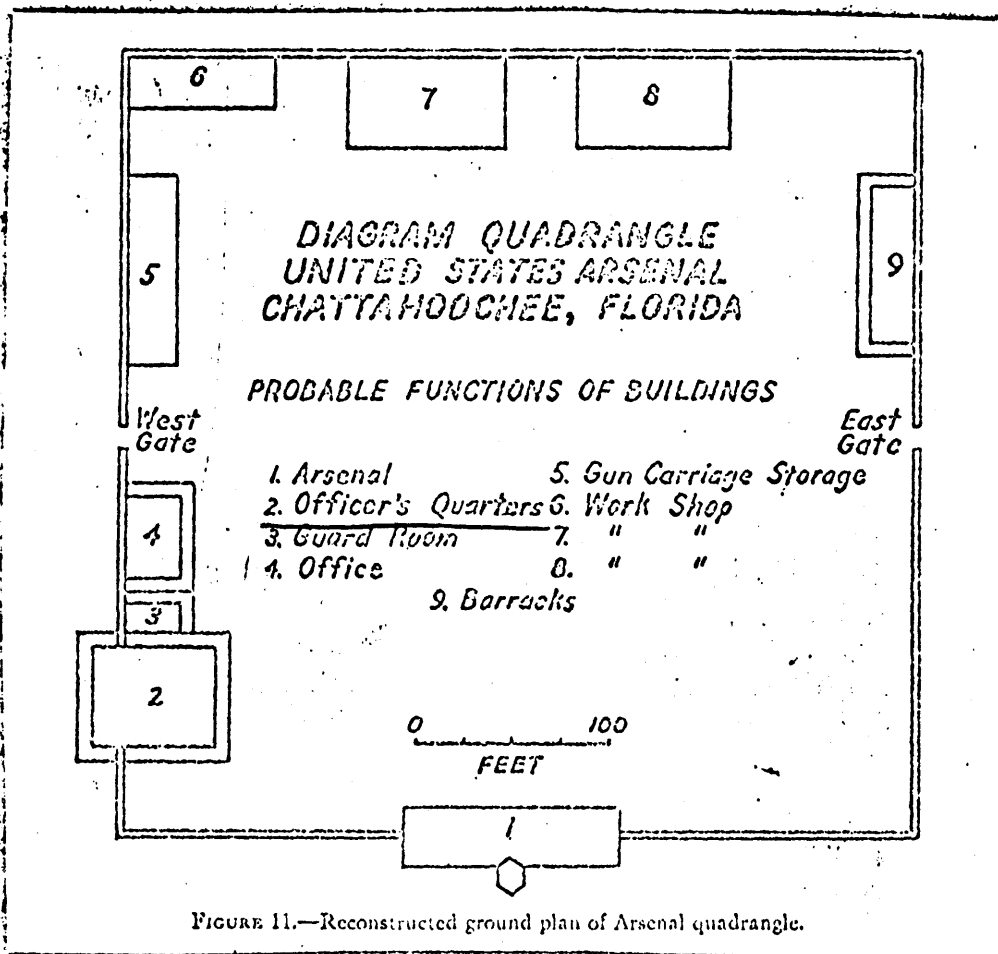 6
7
8
DIAGRAM QUADRANGLE
UNITED STATES ARSENAL
CHATTAHOOCHEE, FLORIDA
5
9
PROBABLE FUNCTIONS OF BUILDINGS
West
Gate
East
Gate
1. Arsenal
2. Officer's Quarters
3. Guard Room
4. Office
5. Gun Carriage Storage
6. Work Shop
7. " "
8. " "
9. Barracks
4
3
2
0 100
FEET
1
FIGURE 11.—Reconstructed ground plan of Arsenal quadrangle.